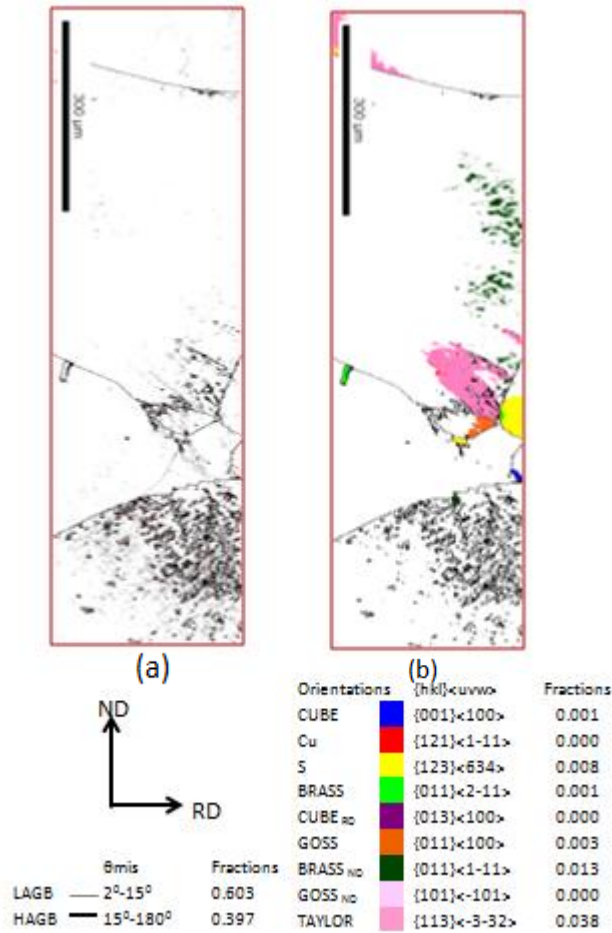 300 µm
300 µm
(a)
(b)
Orientations {hkl}<uvw> Fractions
CUBE {001}<100> 0.001
Cu {121}<1-11> 0.000
S {123}<634> 0.008
BRASS {011}<2-11> 0.001
CUBE RD {013}<100> 0.000
GOSS {011}<100> 0.003
BRASS ND {011}<1-11> 0.013
GOSS ND {101}<-101> 0.000
TAYLOR {113}<-3-32> 0.038
ND
RD
θmis Fractions
LAGB 2⁰-15⁰ 0.603
HAGB 15⁰-180⁰ 0.397